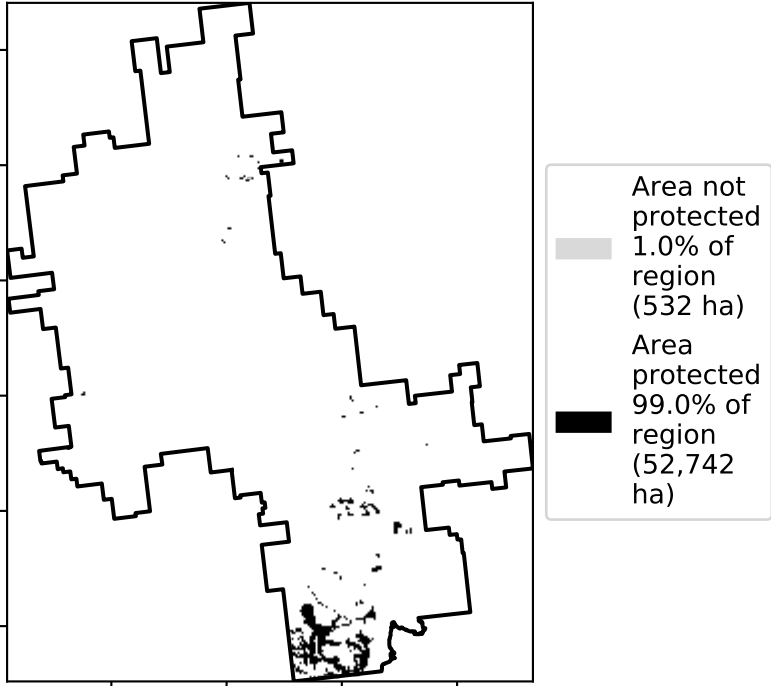 Area not
protected
1.0% of
region
(532 ha)
Area
protected
99.0% of
region
(52,742
ha)